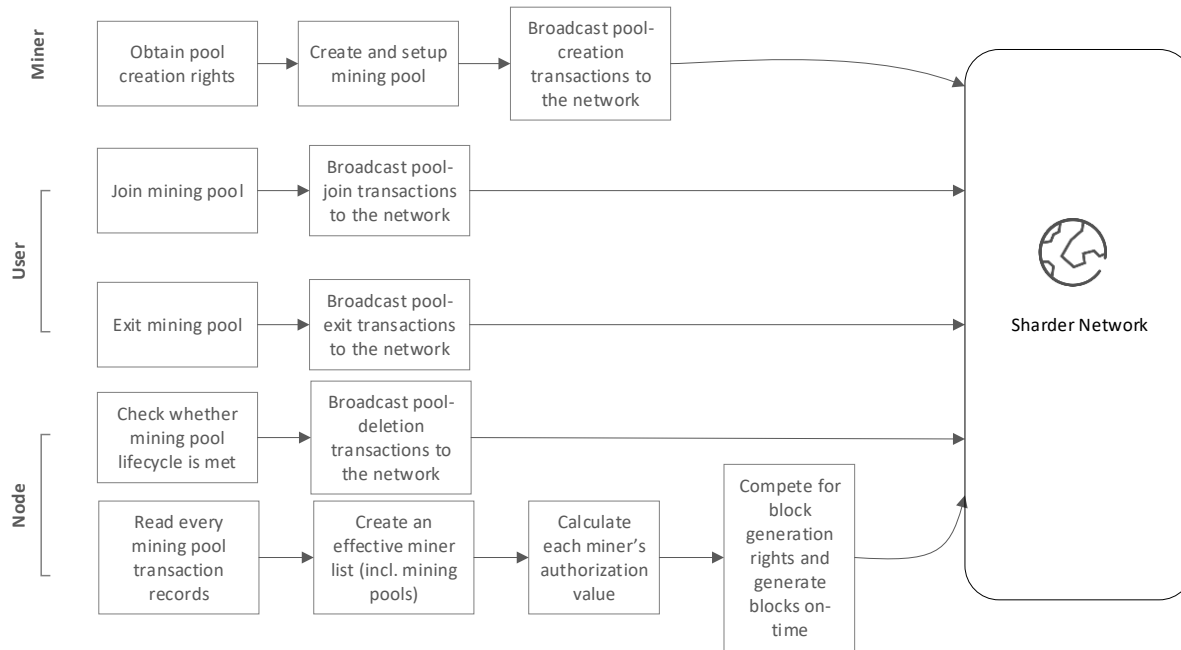 Miner
Obtain pool
creation rights
Create and setup
mining pool
Broadcast pool-
creation
transactions to
the network
User
Join mining pool
Broadcast pool-
join transactions
to the network
Exit mining pool
Broadcast pool-
exit transactions
to the network
Sharder Network
Node
Check whether
mining pool
lifecycle is met
Broadcast pool-
deletion
transactions to
the network
Read every
mining pool
transaction
records
Create an
effective miner
list (incl. mining
pools)
Calculate
each miner’s
authorization
value
Compete for
block
generation
rights and
generate
blocks on-
time